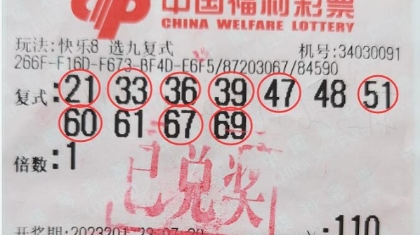 中国福利彩票
CHINA WELFARE LOTTERY
玩法:快乐8 选九复式 机号:34030091
266F-F16D-F673-BF4D-E6F5/87203067/84590
复式:21 33 36 39 47 48 51
60 61 67 69
倍数:1
已兑奖
110